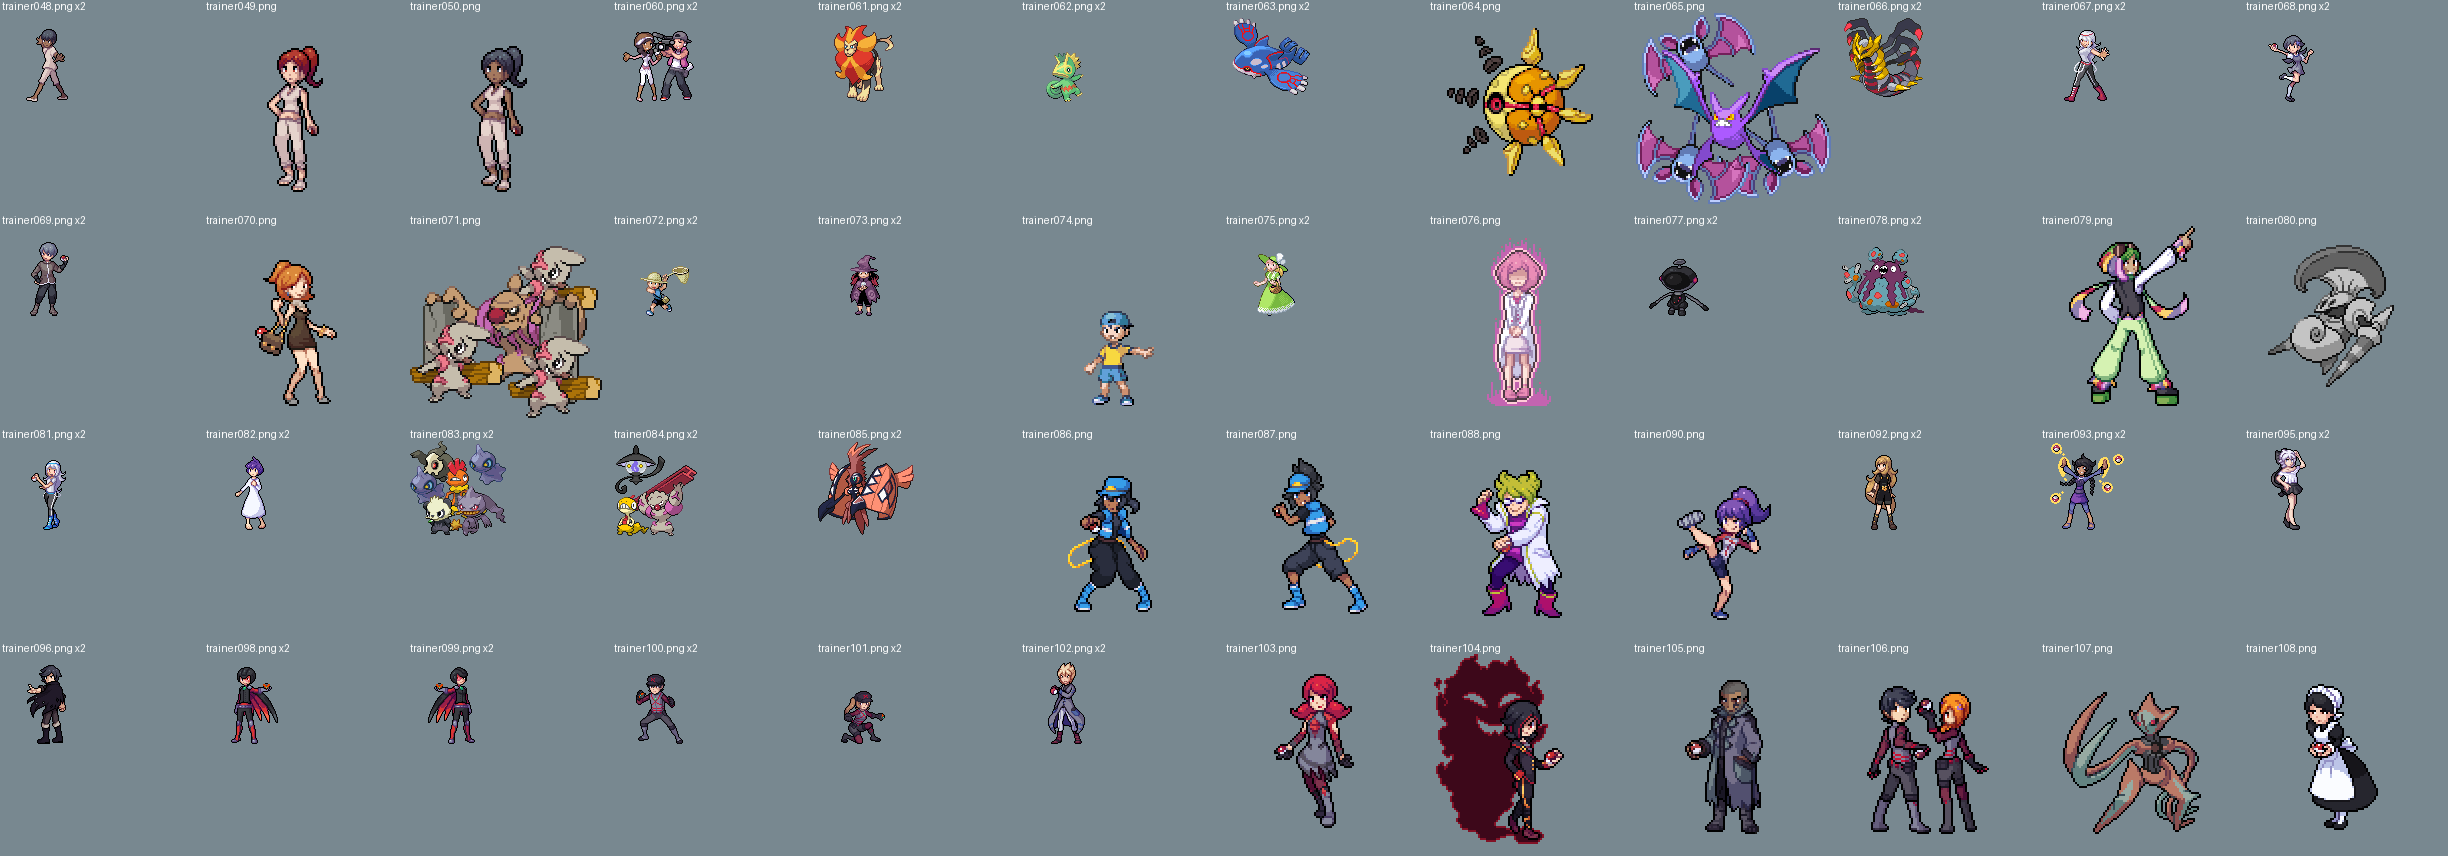 trainer048.png x2
trainer049.png
trainer050.png
trainer060.png x2
trainer061.png x2
trainer062.png x2
trainer063.png x2
trainer064.png
trainer065.png
trainer066.png x2
trainer067.png x2
trainer068.png x2
trainer069.png x2
trainer070.png
trainer071.png
trainer072.png x2
trainer073.png x2
trainer074.png
trainer075.png x2
trainer076.png
trainer077.png x2
trainer078.png x2
trainer079.png
trainer080.png
trainer081.png x2
trainer082.png x2
trainer083.png x2
trainer084.png x2
trainer085.png x2
trainer086.png
trainer087.png
trainer088.png
trainer090.png
trainer092.png x2
trainer093.png x2
trainer095.png x2
trainer096.png x2
trainer098.png x2
trainer099.png x2
trainer100.png x2
trainer101.png x2
trainer102.png x2
trainer103.png
trainer104.png
trainer105.png
trainer106.png
trainer107.png
trainer108.png